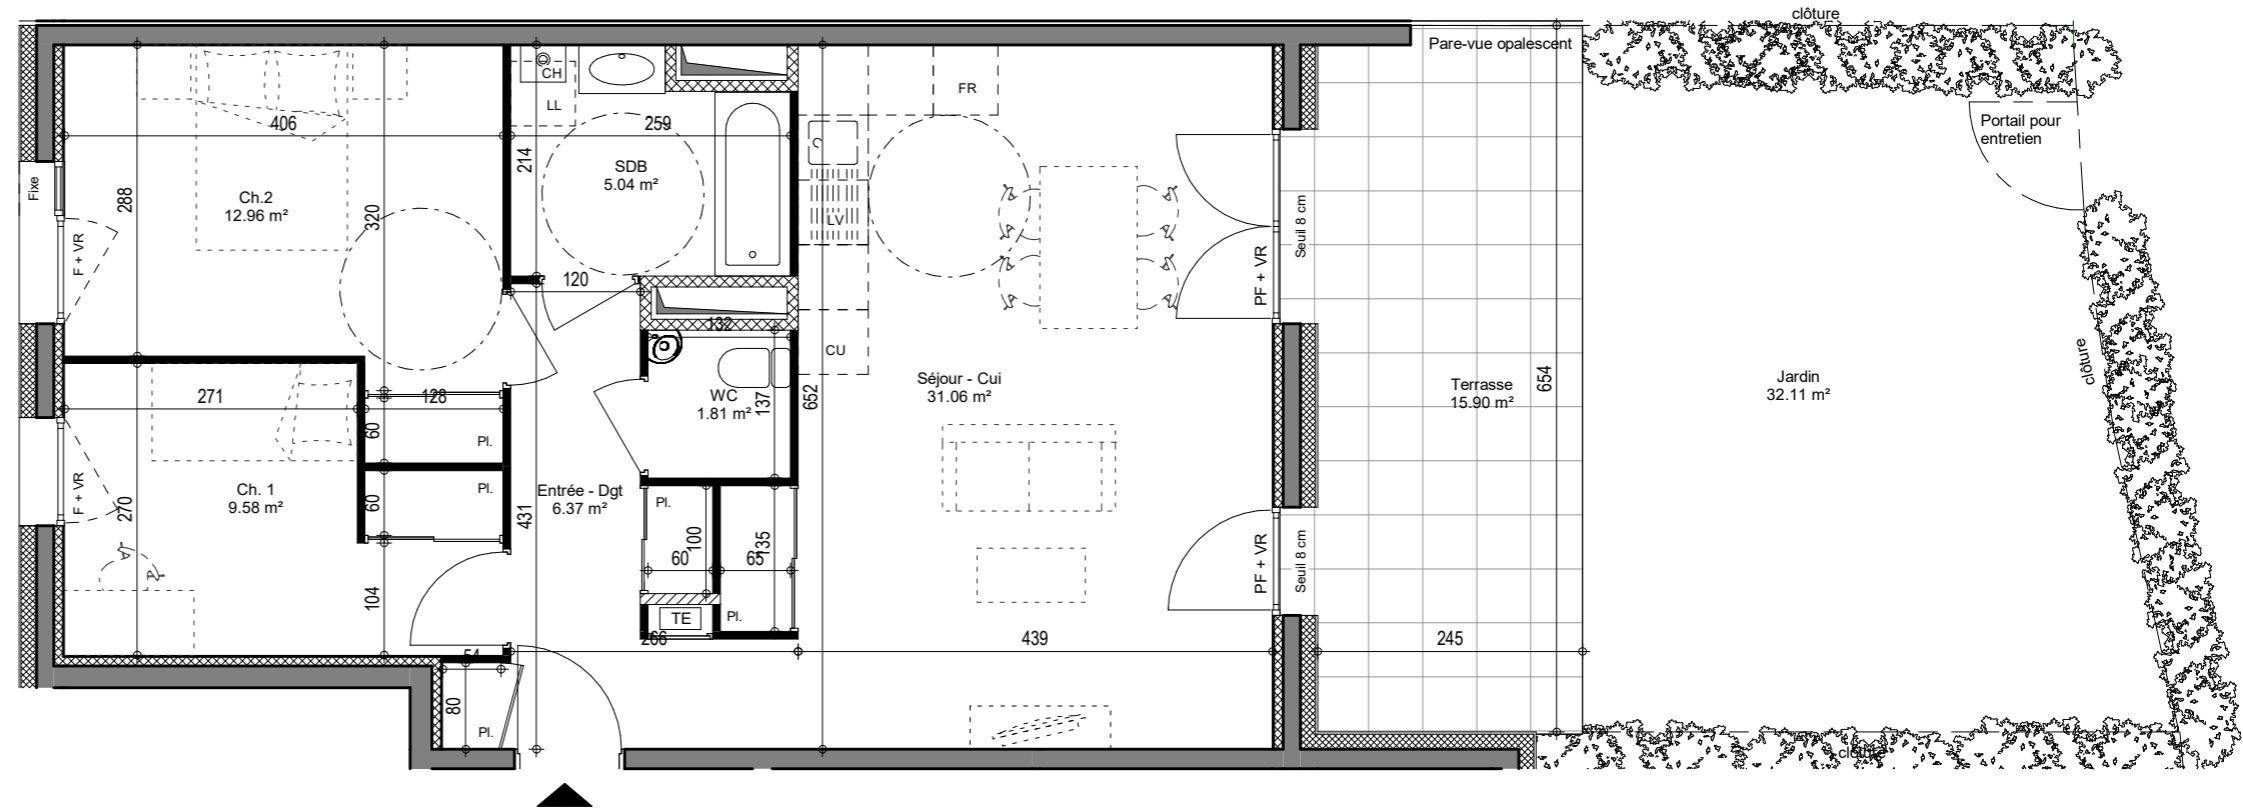 clôture
Pare-vue opalescent
CH
LL
FR
Portail pour
entretien
406
259
214
SDB
5.04 m²
Fixe
288
Ch.2
12.96 m²
320
LV
Seuil 8 cm
F + VR
PF + VR
120
132
CU
clôture
271
128
WC
1.81 m²
137
652
Séjour - Cui
31.06 m²
Terrasse
15.90 m²
654
Jardin
32.11 m²
60
Pl.
F + VR
270
Ch. 1
9.58 m²
60
Pl.
431
Entrée - Dgt
6.37 m²
Pl.
100
60
135
65
PF + VR
Seuil 8 cm
104
TE
Pl.
266
439
245
54
80
Pl.
clôture